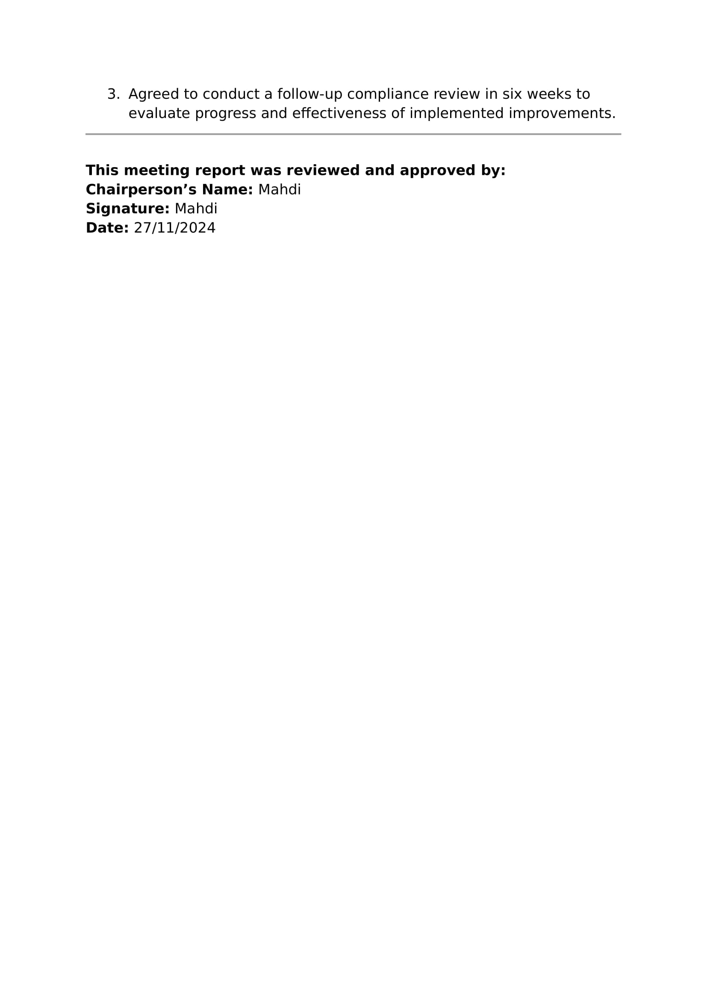 3. Agreed to conduct a follow-up compliance review in six weeks to
evaluate progress and effectiveness of implemented improvements.
This meeting report was reviewed and approved by:
Chairperson’s Name: Mahdi
Signature: Mahdi
Date: 27/11/2024